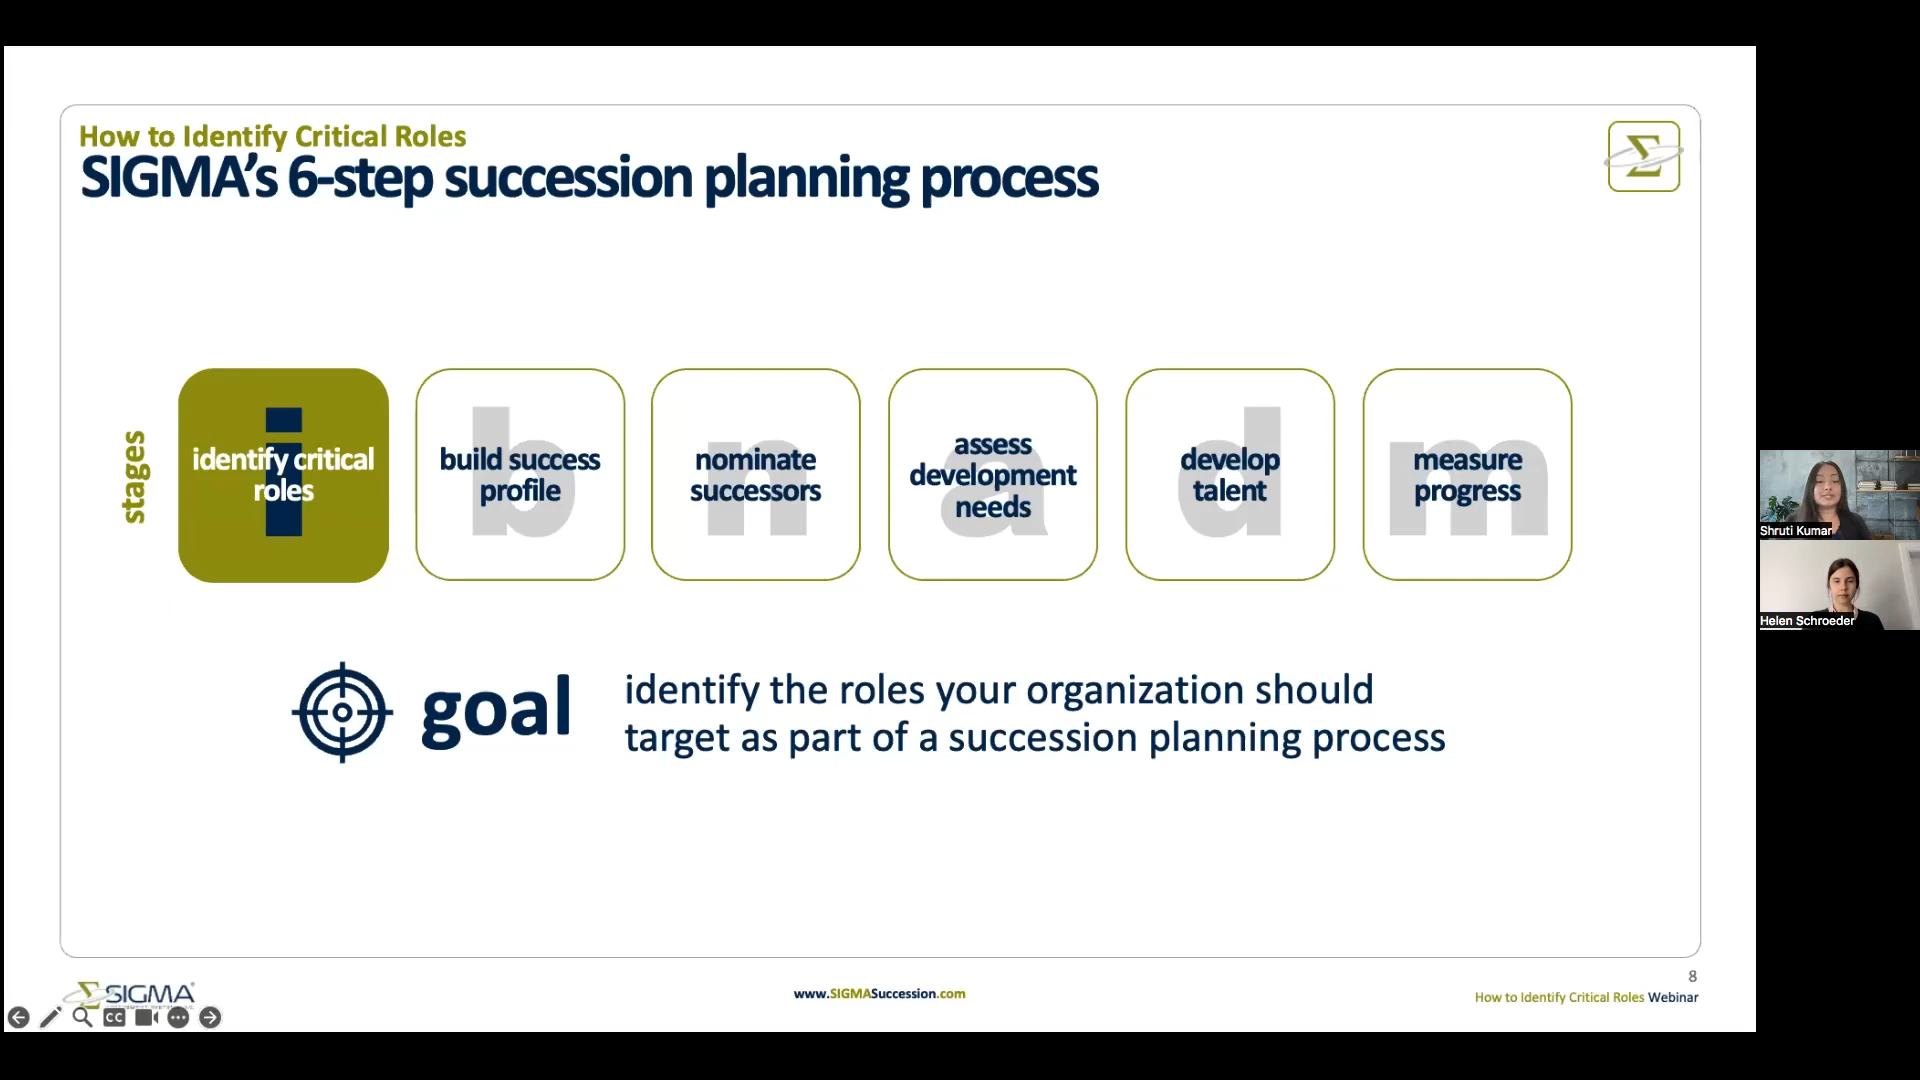 How to Identify Critical Roles
SIGMA's 6-step succession planning process
Σ
stages
i
identify critical
roles
b
build success
profile
n
nominate
successors
a
assess
development
needs
d
develop
talent
m
measure
progress
goal
identify the roles your organization should
target as part of a succession planning process
Shruti Kumar
Helen Schroeder
ΣSIGMA®
www.SIGMASuccession.com
8
How to Identify Critical Roles Webinar
CC